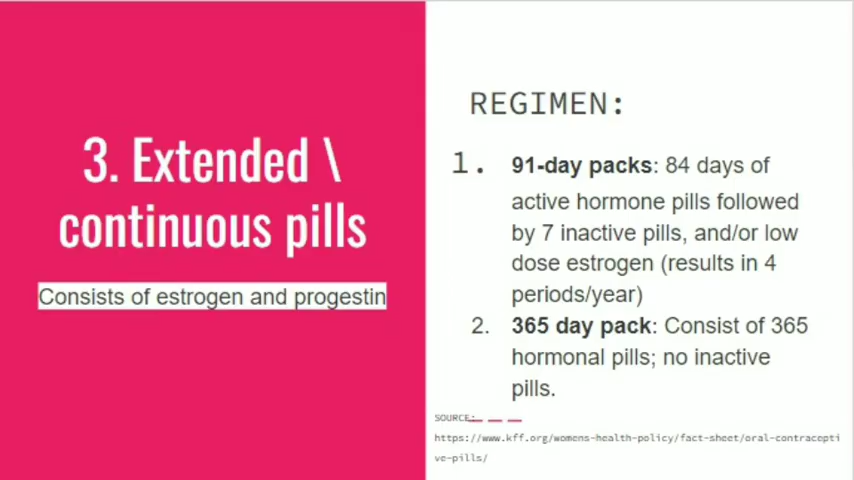 3. Extended \
continuous pills
Consists of estrogen and progestin
REGIMEN:
1. 91-day packs: 84 days of
active hormone pills followed
by 7 inactive pills, and/or low
dose estrogen (results in 4
periods/year)
2. 365 day pack: Consist of 365
hormonal pills; no inactive
pills.
SOURCE:
https://www.kff.org/womens-health-policy/fact-sheet/oral-contracepti
ve-pills/